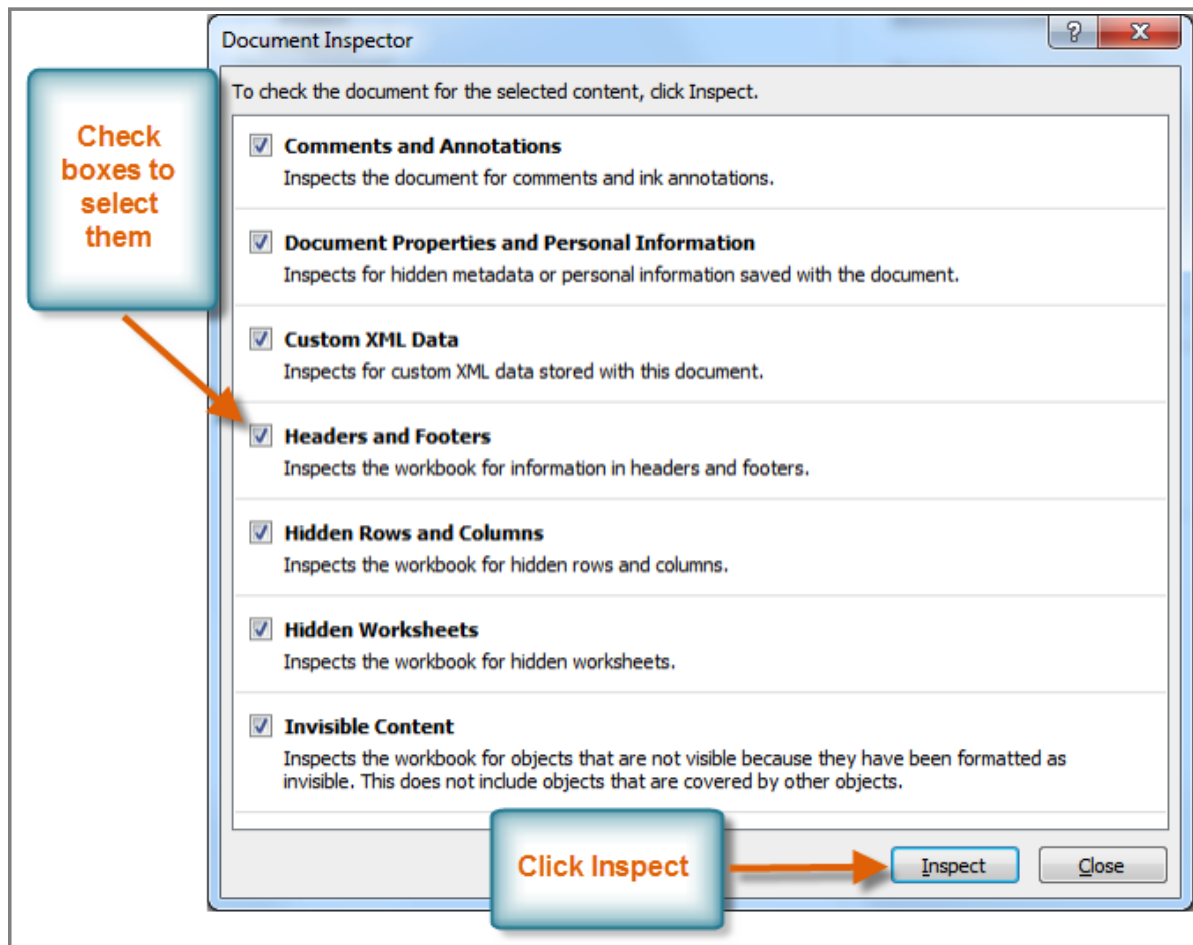 Document Inspector
To check the document for the selected content, click Inspect.
Check
boxes to
select
them
Comments and Annotations
Inspects the document for comments and ink annotations.
Document Properties and Personal Information
Inspects for hidden metadata or personal information saved with the document.
Custom XML Data
Inspects for custom XML data stored with this document.
Headers and Footers
Inspects the workbook for information in headers and footers.
Hidden Rows and Columns
Inspects the workbook for hidden rows and columns.
Hidden Worksheets
Inspects the workbook for hidden worksheets.
Invisible Content
Inspects the workbook for objects that are not visible because they have been formatted as
invisible. This does not include objects that are covered by other objects.
Click Inspect
Inspect
Close